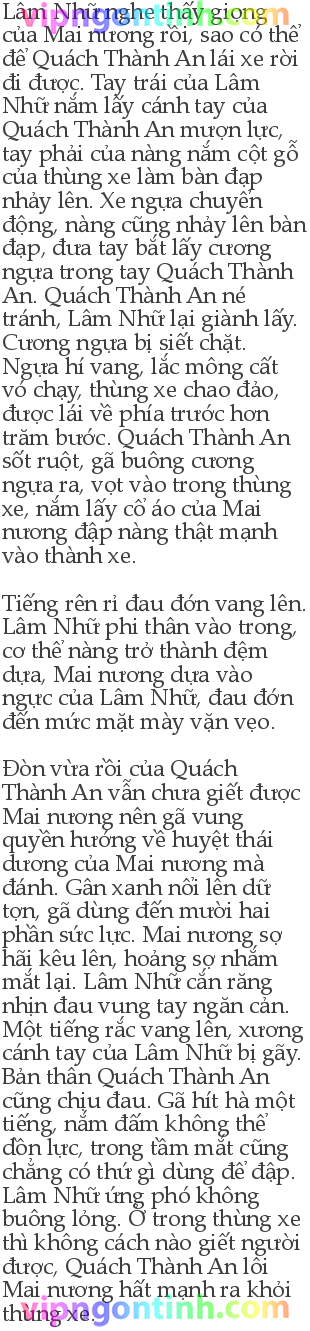 Lâm Nhữ nghe thấy giọng
của Mai nương rồi, sao có thể
để Quách Thành An lái xe rời
đi được. Tay trái của Lâm
Nhữ nắm lấy cánh tay của
Quách Thành An mượn lực,
tay phải của nàng nắm cột gỗ
của thùng xe làm bàn đạp
nhảy lên. Xe ngựa chuyển
động, nàng cũng nhảy lên bàn
đạp, đưa tay bắt lấy cương
ngựa trong tay Quách Thành
An. Quách Thành An né
tránh, Lâm Nhữ lại giành lấy.
Cương ngựa bị siết chặt.
Ngựa hí vang, lắc mông cất
vó chạy, thùng xe chao đảo,
được lái về phía trước hơn
trăm bước. Quách Thành An
sốt ruột, gã buông cương
ngựa ra, vọt vào trong thùng
xe, nắm lấy cổ áo của Mai
nương đập nàng thật mạnh
vào thành xe.
Tiếng rên rỉ đau đớn vang lên.
Lâm Nhữ phi thân vào trong,
cơ thể nàng trở thành đệm
dựa, Mai nương dựa vào
ngực của Lâm Nhữ, đau đớn
đến mức mặt mày vặn vẹo.
Đòn vừa rồi của Quách
Thành An vẫn chưa giết được
Mai nương nên gã vung
quyền hướng về huyệt thái
dương của Mai nương mà
đánh. Gân xanh nổi lên dữ
tợn, gã dùng đến mười hai
phần sức lực. Mai nương sợ
hãi kêu lên, hoảng sợ nhắm
mắt lại. Lâm Nhữ cắn răng
nhịn đau vung tay ngăn cản.
Một tiếng rắc vang lên, xương
cánh tay của Lâm Nhữ bị gãy.
Bản thân Quách Thành An
cũng chịu đau. Gã hít hà một
tiếng, nắm đấm không thể
dồn lực, trong tầm mắt cũng
chẳng có thứ gì dùng để đập.
Lâm Nhữ ứng phó không
buông lỏng. Ở trong thùng xe
thì không cách nào giết người
được, Quách Thành An lôi
Mai nương hất mạnh ra khỏi
thùng xe.
vipngontinh.com
vipngontinh.com